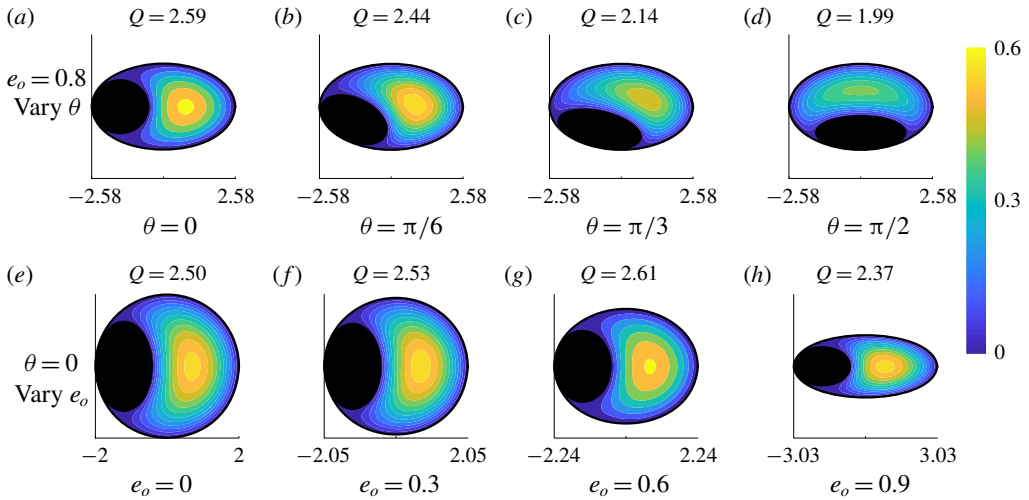 (a) Q = 2.59 (b) Q = 2.44 (c) Q = 2.14 (d) Q = 1.99
e_o = 0.8
Vary θ
0.6
0.3
0
−2.58 2.58 −2.58 2.58 −2.58 2.58 −2.58 2.58
θ = 0 θ = π/6 θ = π/3 θ = π/2
(e) Q = 2.50 (f) Q = 2.53 (g) Q = 2.61 (h) Q = 2.37
θ = 0
Vary e_o
−2 2 −2.05 2.05 −2.24 2.24 −3.03 3.03
e_o = 0 e_o = 0.3 e_o = 0.6 e_o = 0.9